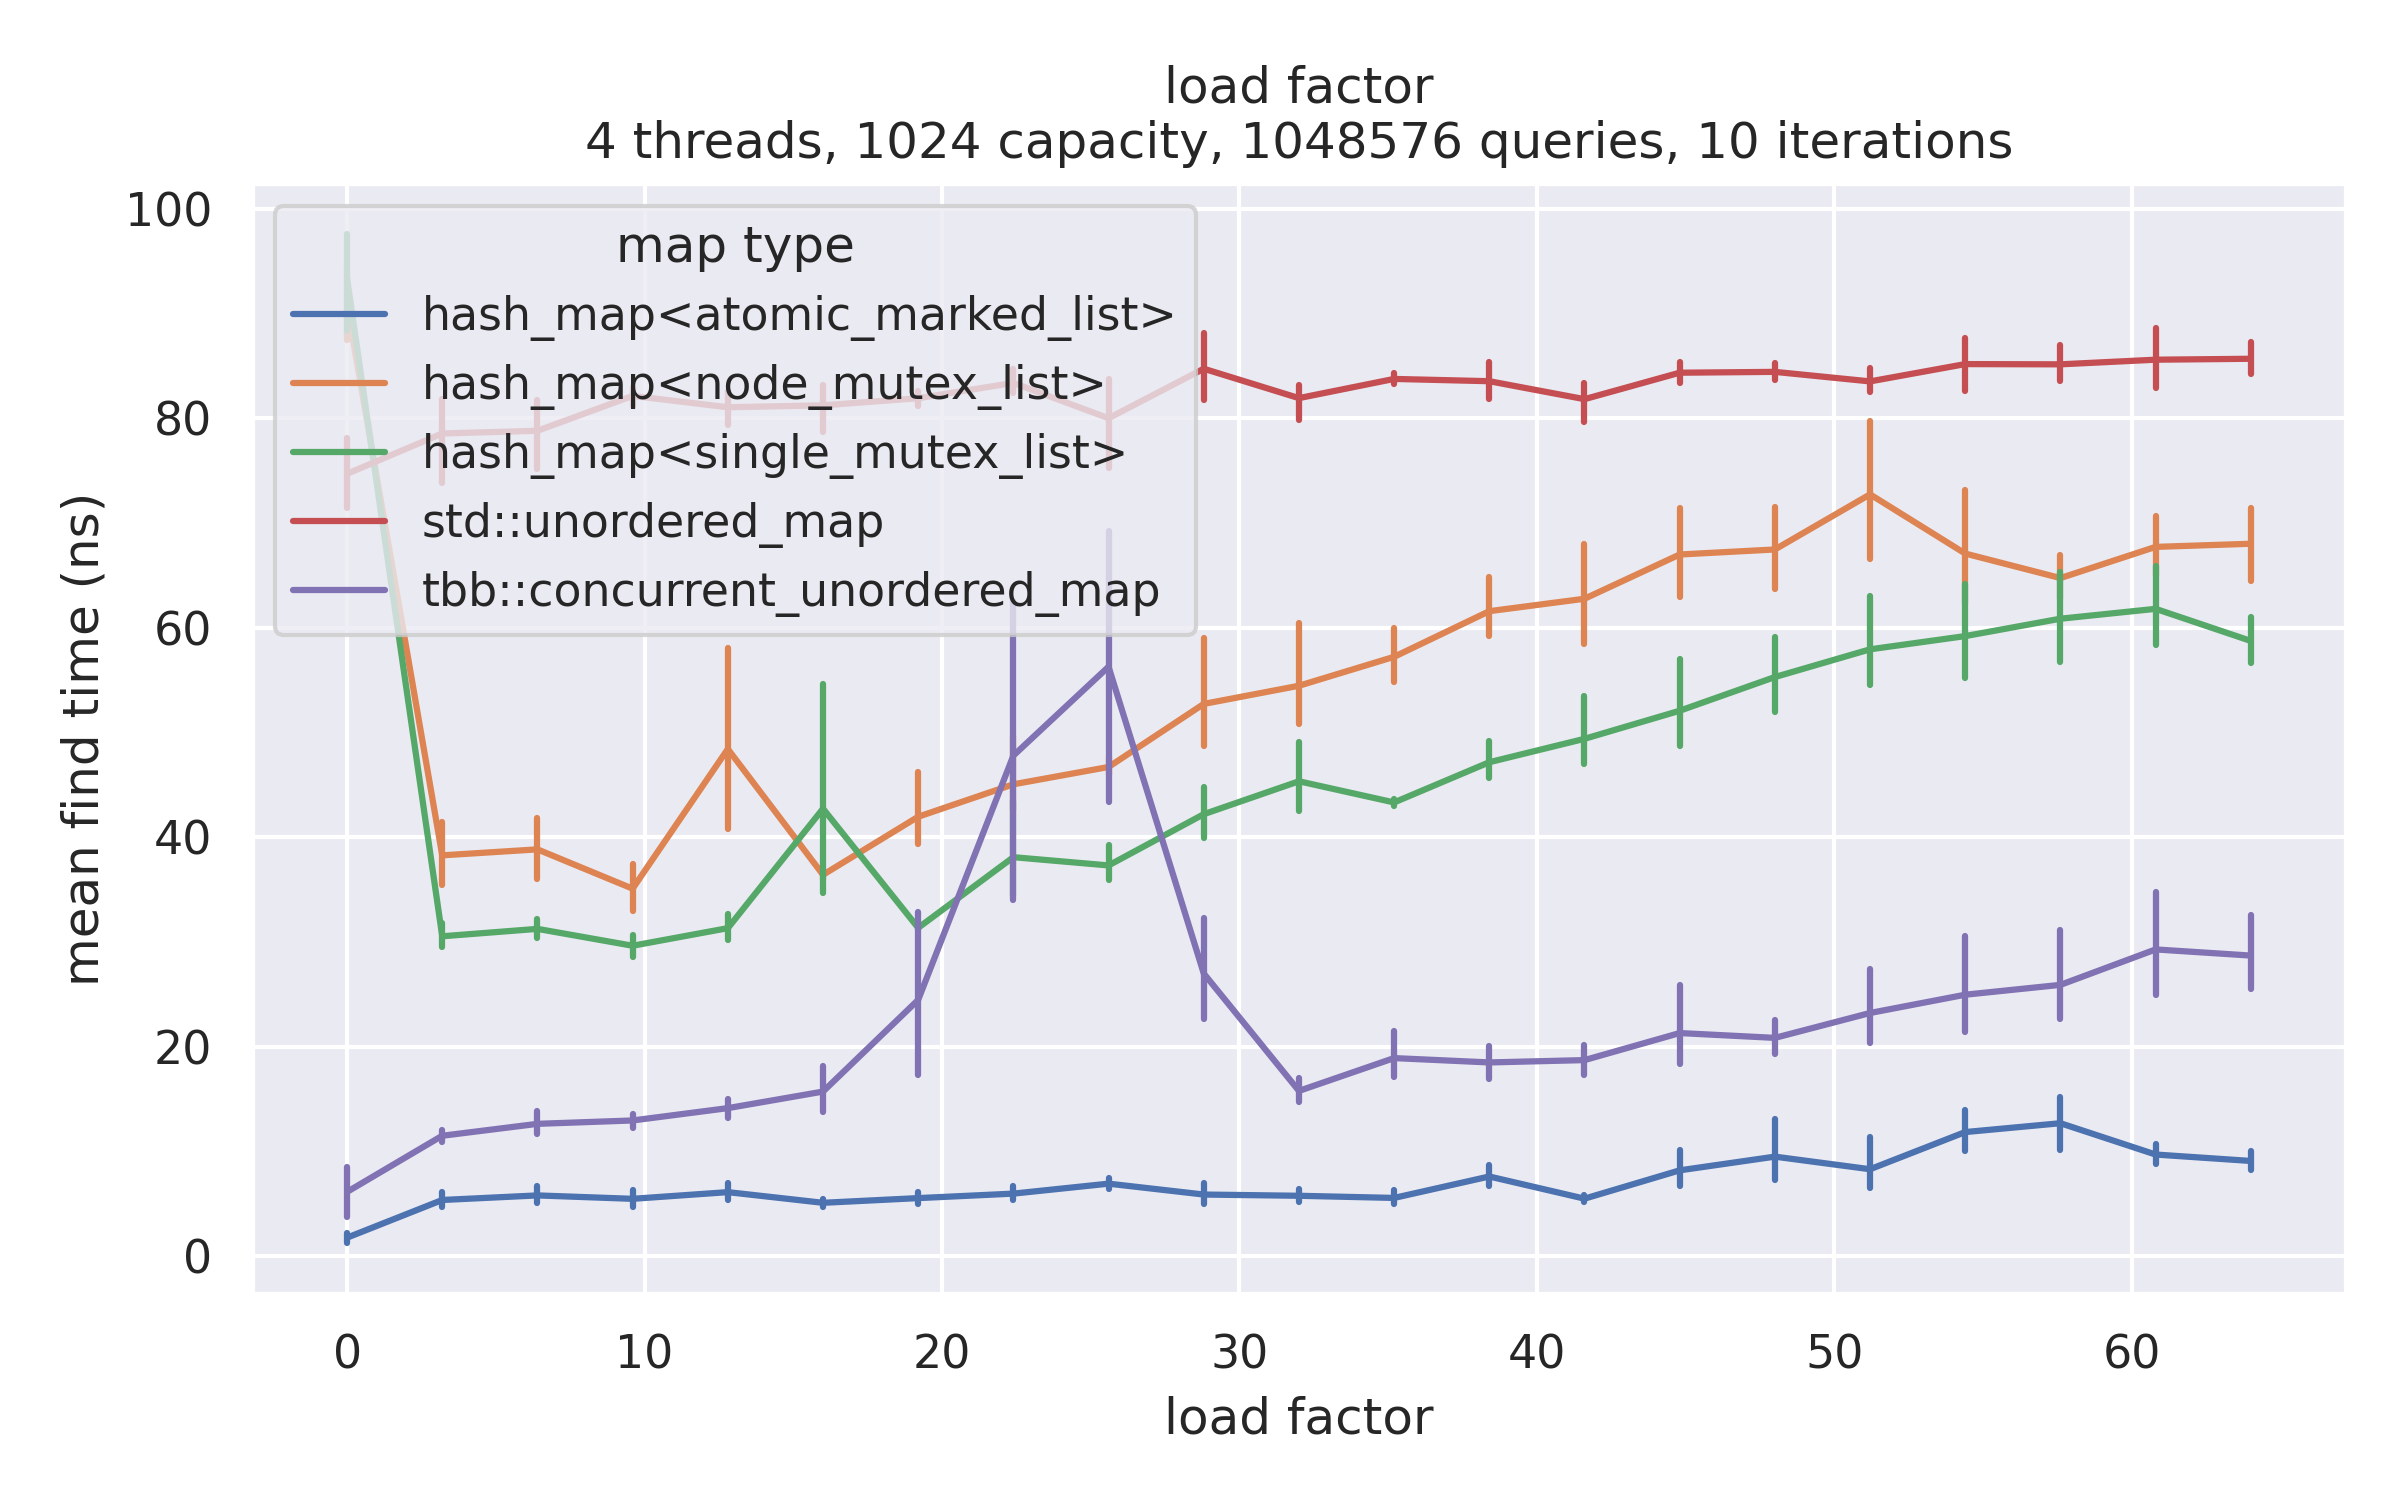 load factor
4 threads, 1024 capacity, 1048576 queries, 10 iterations
100
80
60
40
20
0
mean find time (ns)
map type
hash_map<atomic_marked_list>
hash_map<node_mutex_list>
hash_map<single_mutex_list>
std::unordered_map
tbb::concurrent_unordered_map
0 10 20 30 40 50 60
load factor